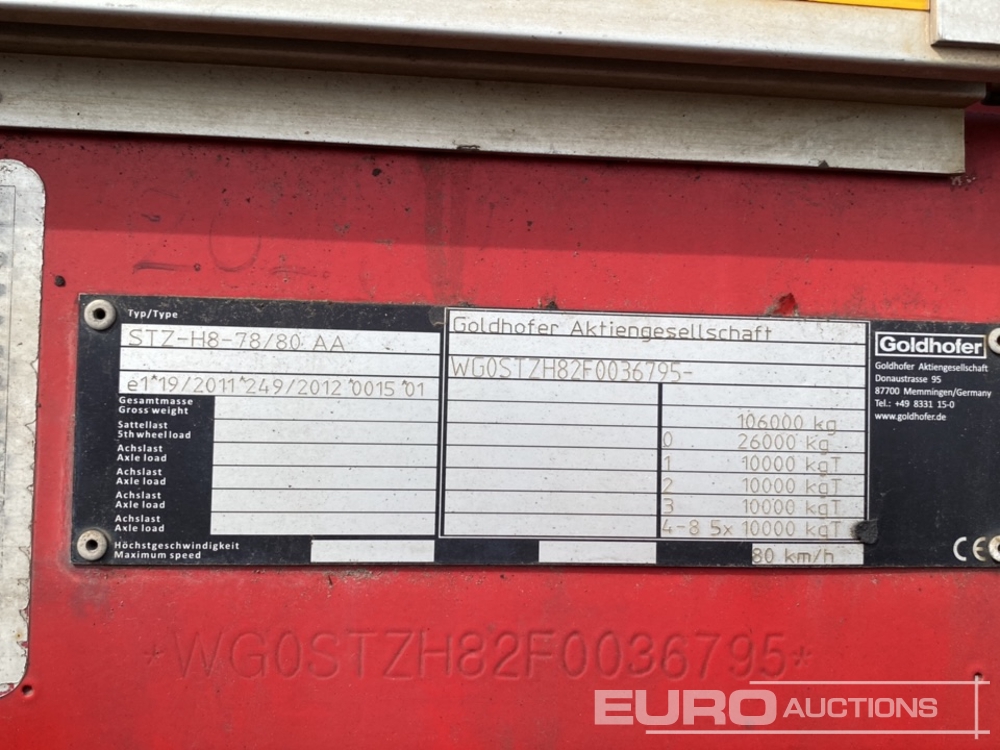 Typ/Type
STZ-H8-78/80 AA
e1*19/2011*249/2012*0015*01
Goldhofer Aktiengesellschaft
WG0STZH82F0036795-
Gesamtmasse
Gross weight
106000 kg
Sattellast
5th wheel load
0 26000 kg
Achslast
Axle load
1 10000 kgT
Achslast
Axle load
2 10000 kgT
Achslast
Axle load
3 10000 kgT
Achslast
Axle load
4-8 5x 10000 kgT
Höchstgeschwindigkeit
Maximum speed
80 km/h
Goldhofer
Goldhofer Aktiengesellschaft
Donaustrasse 95
87700 Memmingen/Germany
Tel.: +49 8331 15-0
www.goldhofer.de
CE
*WG0STZH82F0036795*
EURO AUCTIONS